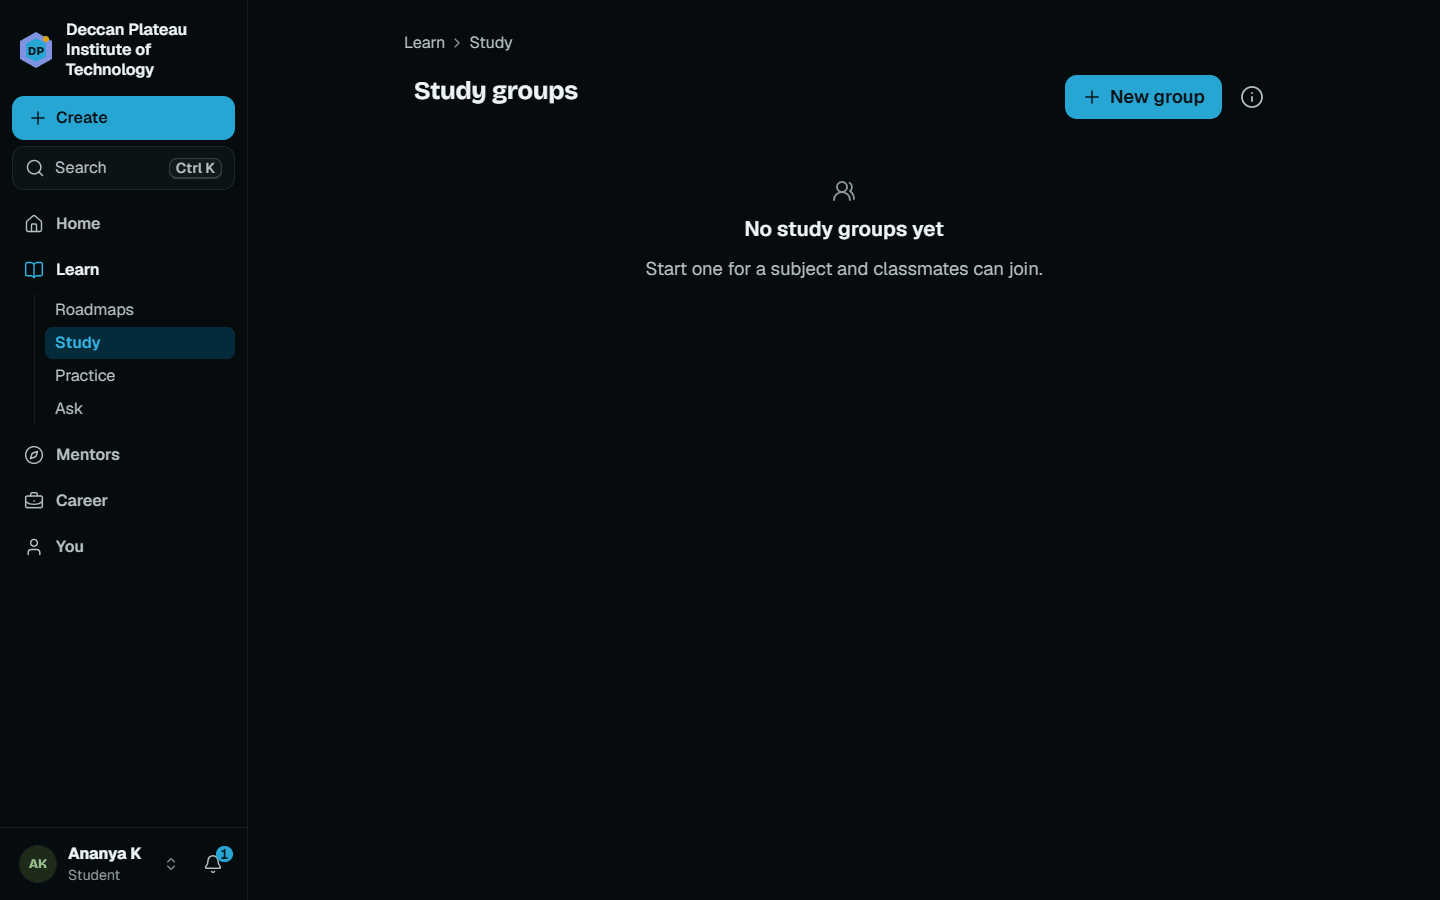 DP
Deccan Plateau
Institute of
Technology
Create
Search Ctrl K
Home
Learn
Roadmaps
Study
Practice
Ask
Mentors
Career
You
AK
Ananya K
Student
1
Learn > Study
Study groups
New group
No study groups yet
Start one for a subject and classmates can join.